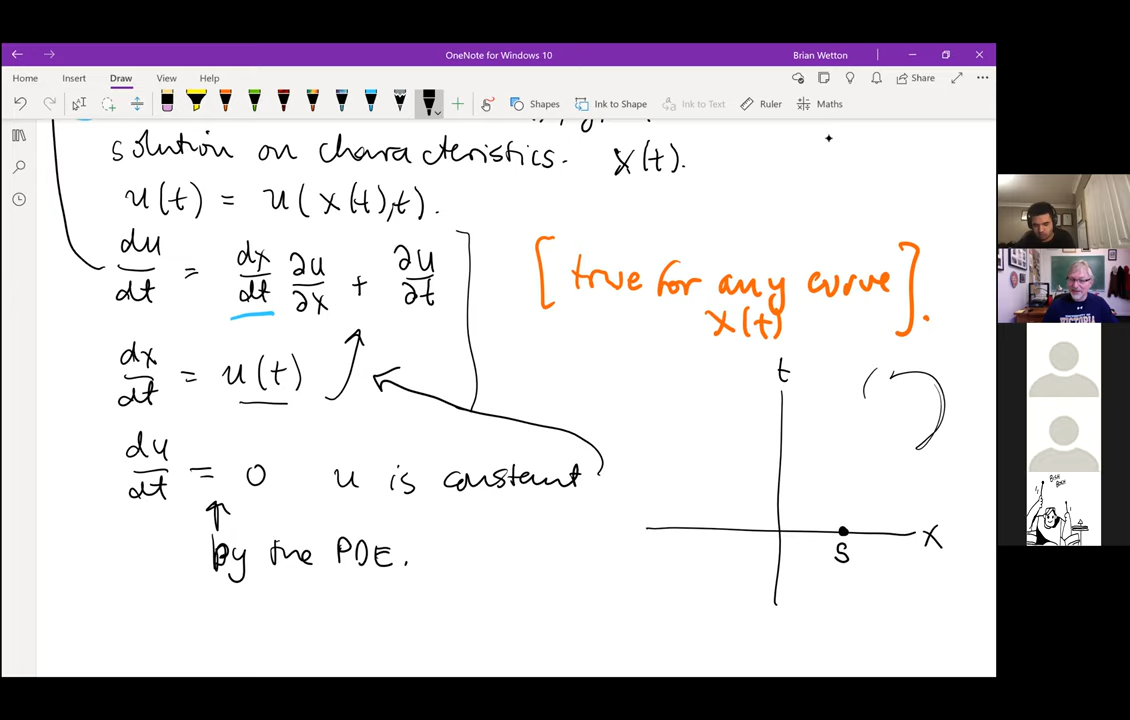 OneNote for Windows 10
Brian Wetton
Home Insert Draw View Help
Share
Shapes
Ink to Shape
Ink to Text
Ruler
Maths
solution on characteristics. x(t).
u(t) = u(x(t),t).
du/dt = dx/dt ∂u/∂x + ∂u/∂t
[true for any curve
x(t)].
dx/dt = u(t)
t
du/dt = 0 u is constant
x
s
by the PDE.
BISH
BOSH